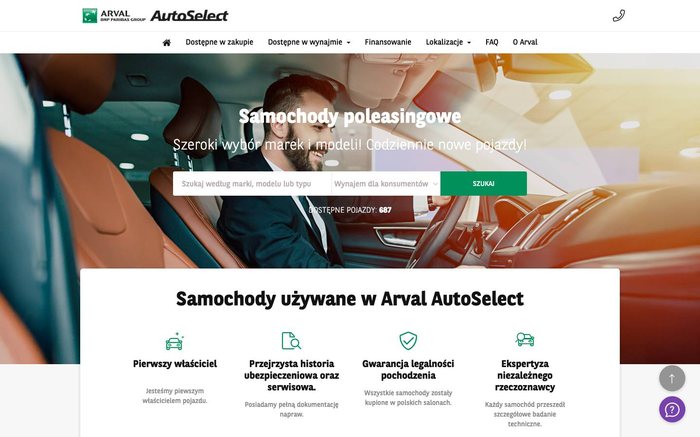 ARVAL
BNP PARIBAS GROUP
AutoSelect
Dostępne w zakupie
Dostępne w wynajmie
Finansowanie
Lokalizacje
FAQ
O Arval
Samochody poleasingowe
Szeroki wybór marek i modeli! Codziennie nowe pojazdy!
Szukaj według marki, modelu lub typu
Wynajem dla konsumentów
SZUKAJ
DOSTĘPNE POJAZDY: 687
Samochody używane w Arval AutoSelect
Pierwszy właściciel
Jesteśmy pierwszym
właścicielem pojazdu.
Przejrzysta historia
ubezpieczeniowa oraz
serwisowa.
Posiadamy pełną dokumentację
napraw.
Gwarancja legalności
pochodzenia
Wszystkie samochody zostały
kupione w polskich salonach.
Ekspertyza
niezależnego
rzeczoznawcy
Każdy samochód przeszedł
szczegółowe badanie
techniczne.